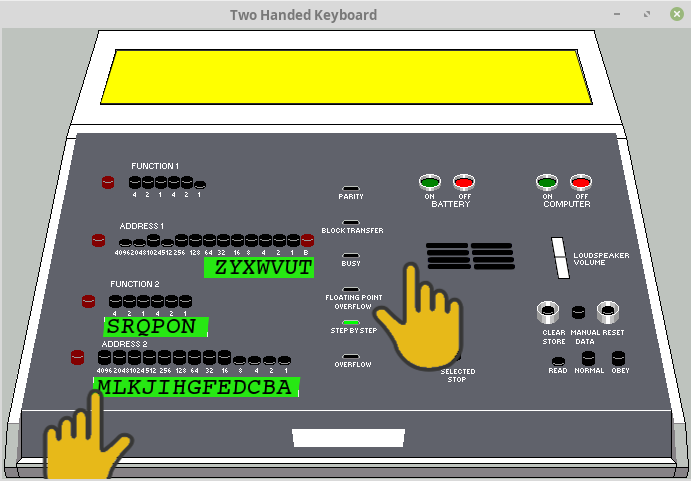 Two Handed Keyboard
FUNCTION 1
4 2 1 4 2 1
ADDRESS 1
4096 2048 1024 512 256 128 64 32 16 8 4 2 1 B
ZYXWVUT
FUNCTION 2
4 2 1 4 2 1
SRQPON
ADDRESS 2
4096 2048 1024 512 256 128 64 32 16 8 4 2 1
MLKJIHGFEDCBA
PARITY
BLOCK TRANSFER
BUSY
FLOATING POINT
OVERFLOW
STEP BY STEP
OVERFLOW
ON OFF
BATTERY
ON OFF
COMPUTER
LOUDSPEAKER
VOLUME
CLEAR
STORE
MANUAL
DATA
RESET
SELECTED
STOP
READ NORMAL OBEY